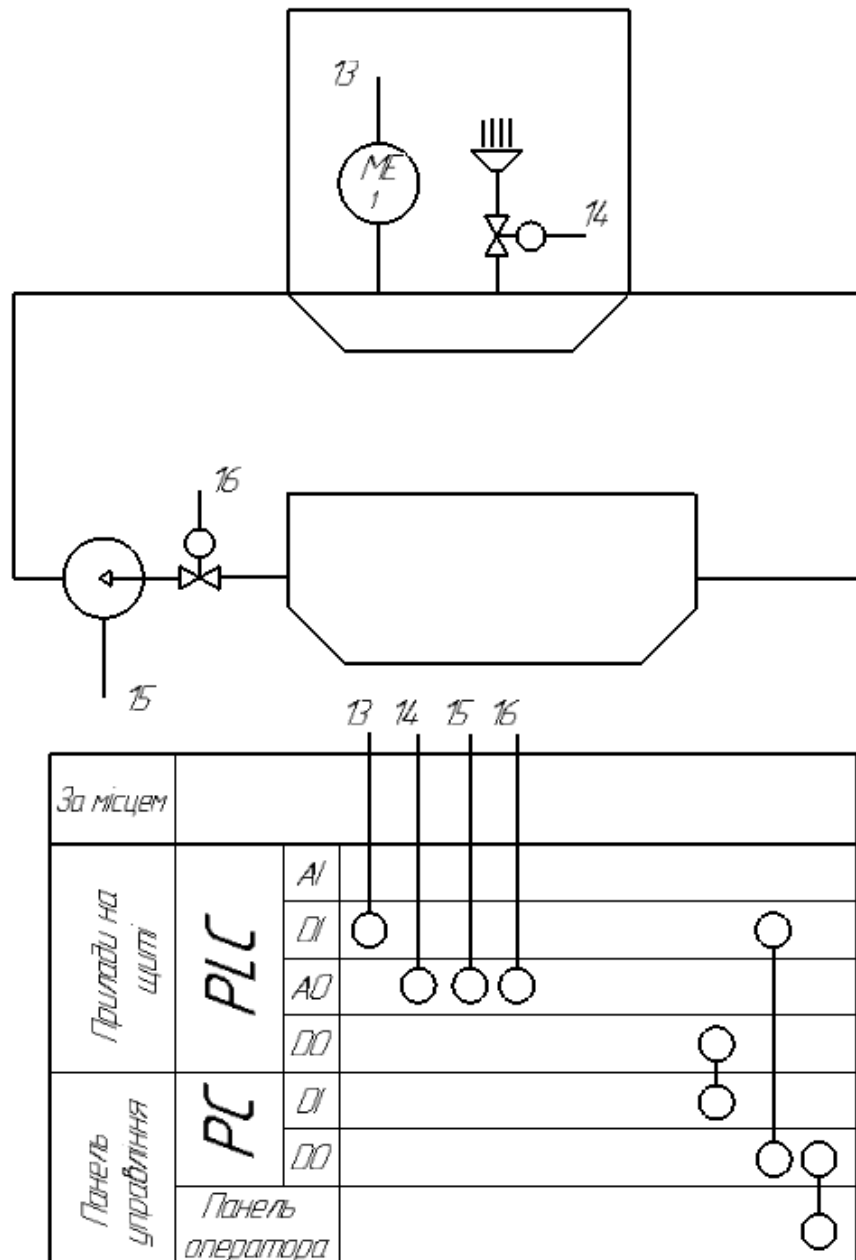 13
ME
1
14
16
15
13 14 15 16
За місцем
Прилади на
щиті
PLC
AI
DI
AO
DO
Панель
управління
PC
DI
DO
Панель
оператора